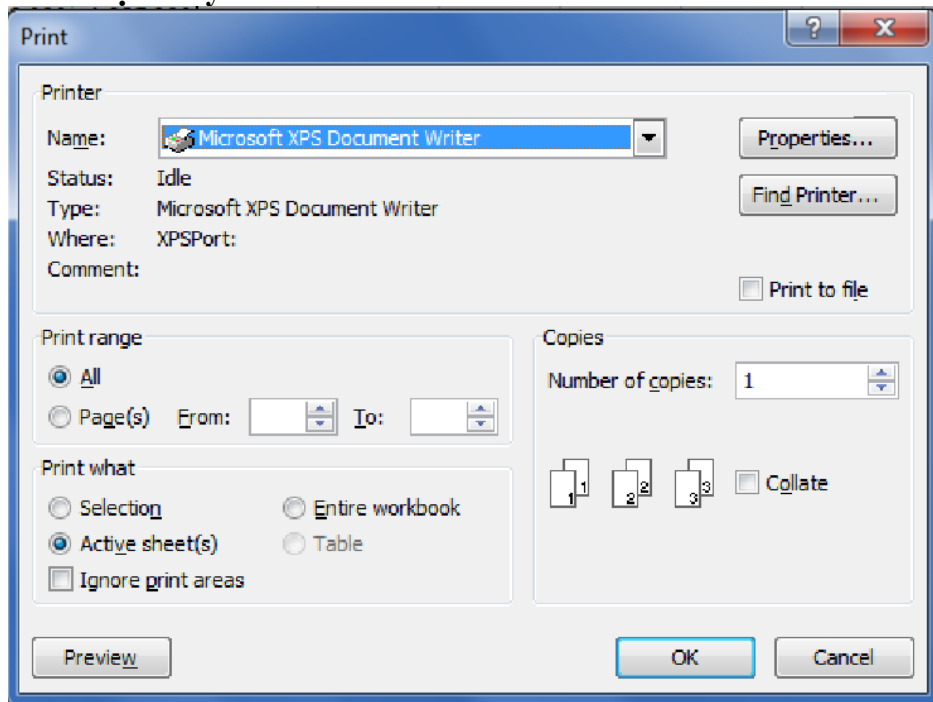 Print
?
X
Printer
Name: Microsoft XPS Document Writer
Properties...
Status: Idle
Find Printer...
Type: Microsoft XPS Document Writer
Where: XPSPort:
Comment:
Print to file
Print range
All
Page(s) From: To:
Print what
Selection Entire workbook
Active sheet(s) Table
Ignore print areas
Copies
Number of copies: 1
1 1 2 2 3 3 Collate
Preview OK Cancel